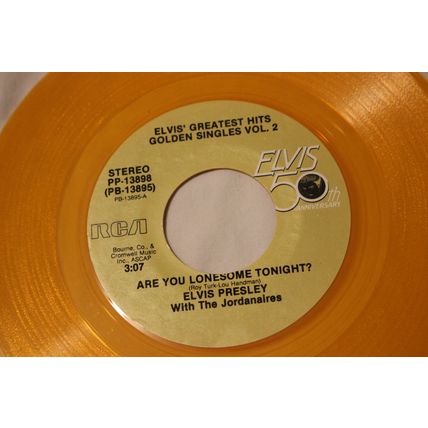 ELVIS' GREATEST HITS
GOLDEN SINGLES VOL. 2
STEREO
PP-13898
(PB-13895)
PB-13895-A
ELVIS
50th
ANNIVERSARY
RCA
Bourne, Co., &
Cromwell Music
Inc., ASCAP
3:07
ARE YOU LONESOME TONIGHT?
(Roy Turk-Lou Handman)
ELVIS PRESLEY
With The Jordanaires